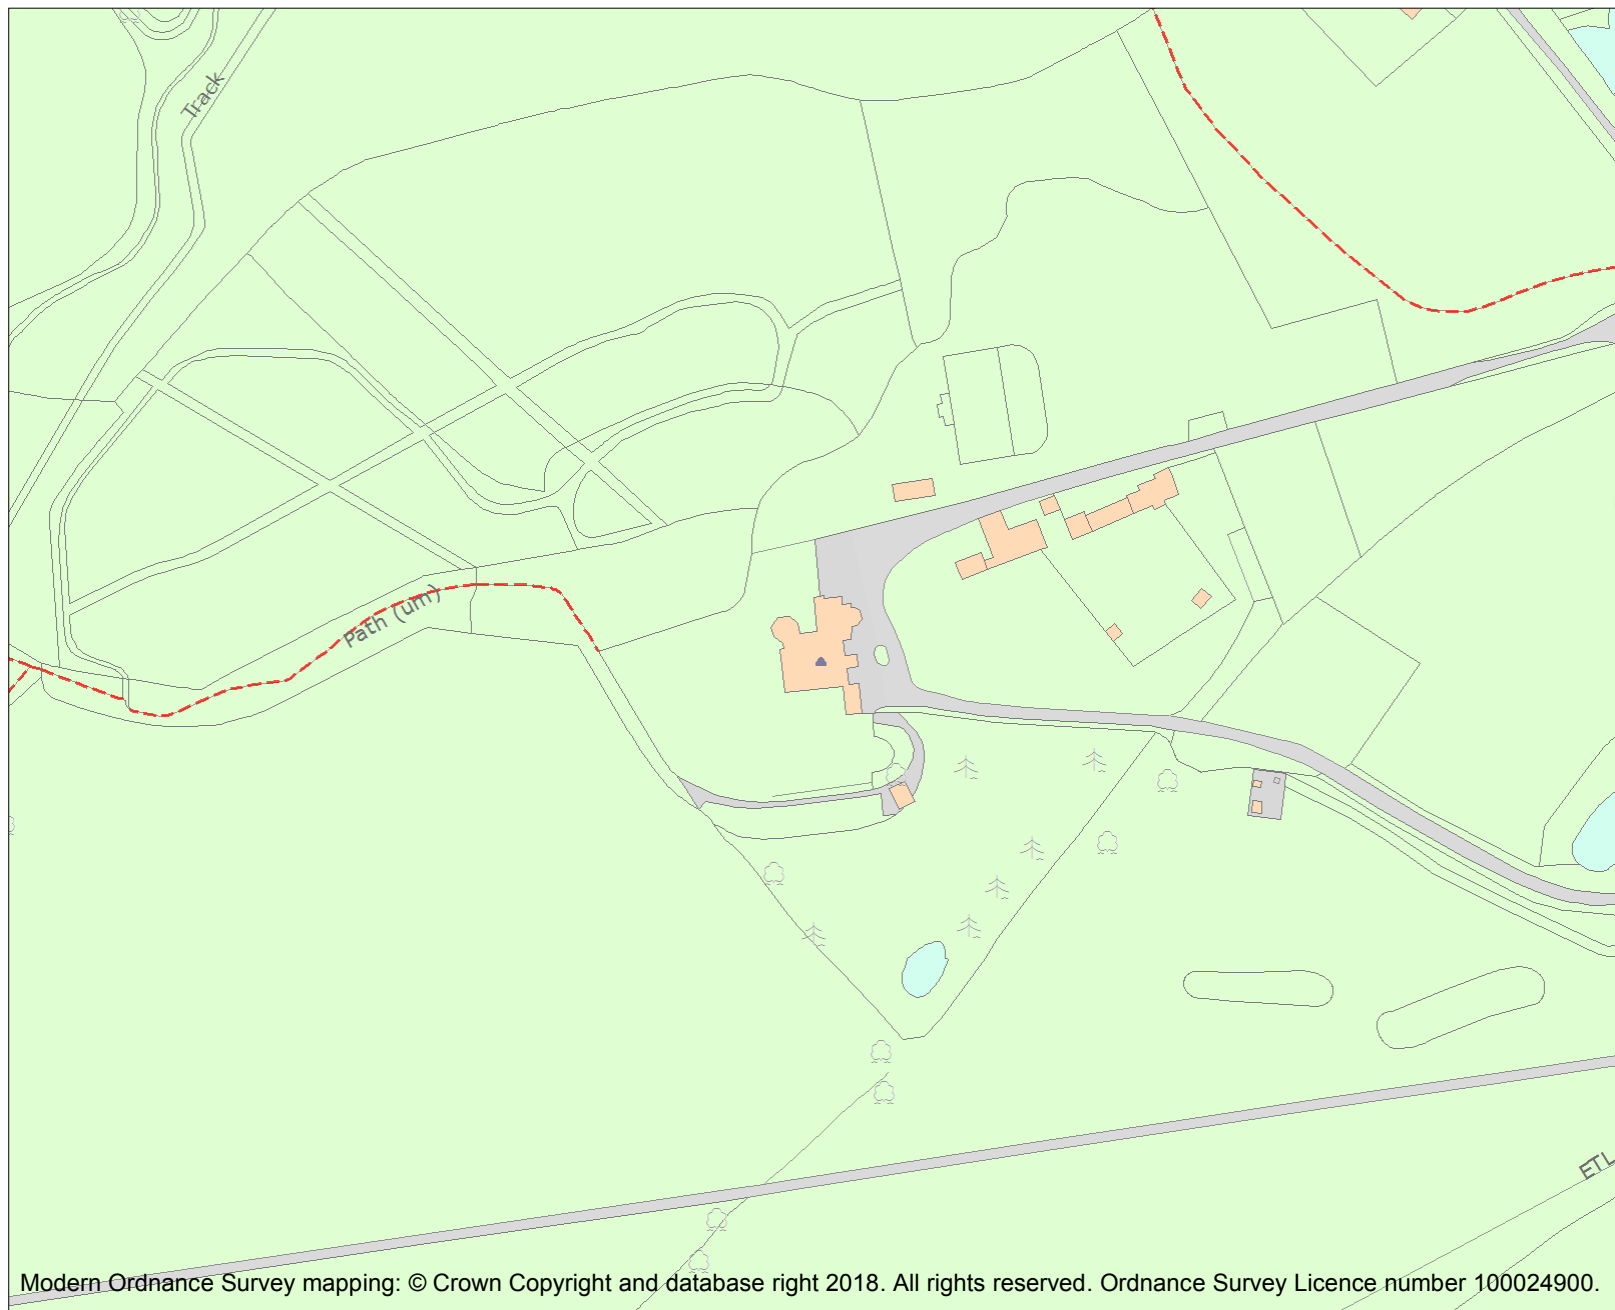 Track
Path (um)
ETL
Modern Ordnance Survey mapping: © Crown Copyright and database right 2018. All rights reserved. Ordnance Survey Licence number 100024900.